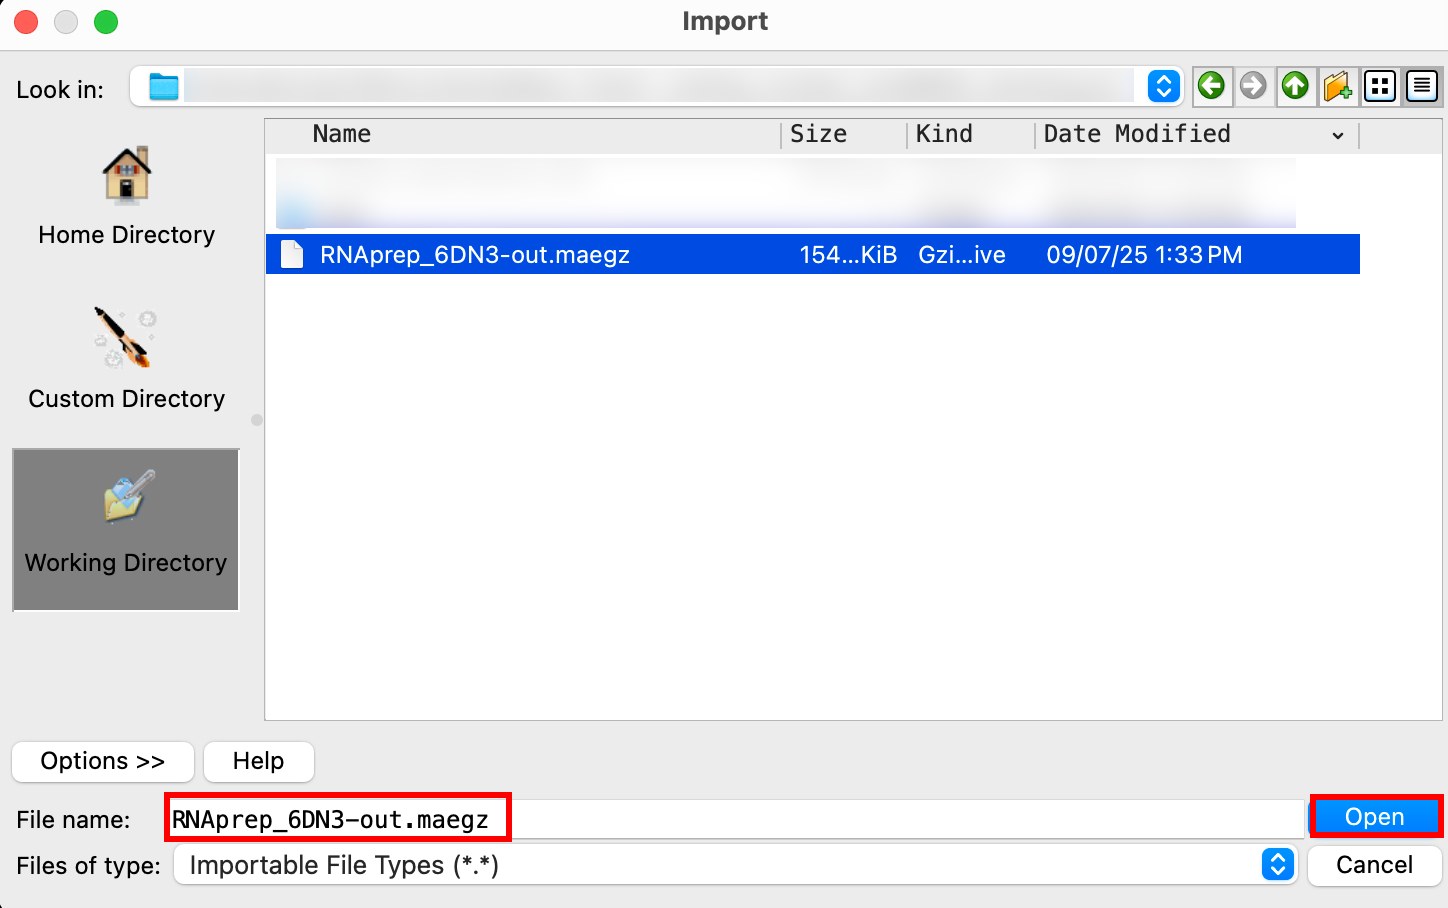 Import
Look in:
Name Size Kind Date Modified
Home Directory
RNAprep_6DN3-out.maegz 154...KiB Gzi...ive 09/07/25 1:33 PM
Custom Directory
Working Directory
Options >> Help
File name: RNAprep_6DN3-out.maegz Open
Files of type: Importable File Types (*.*) Cancel